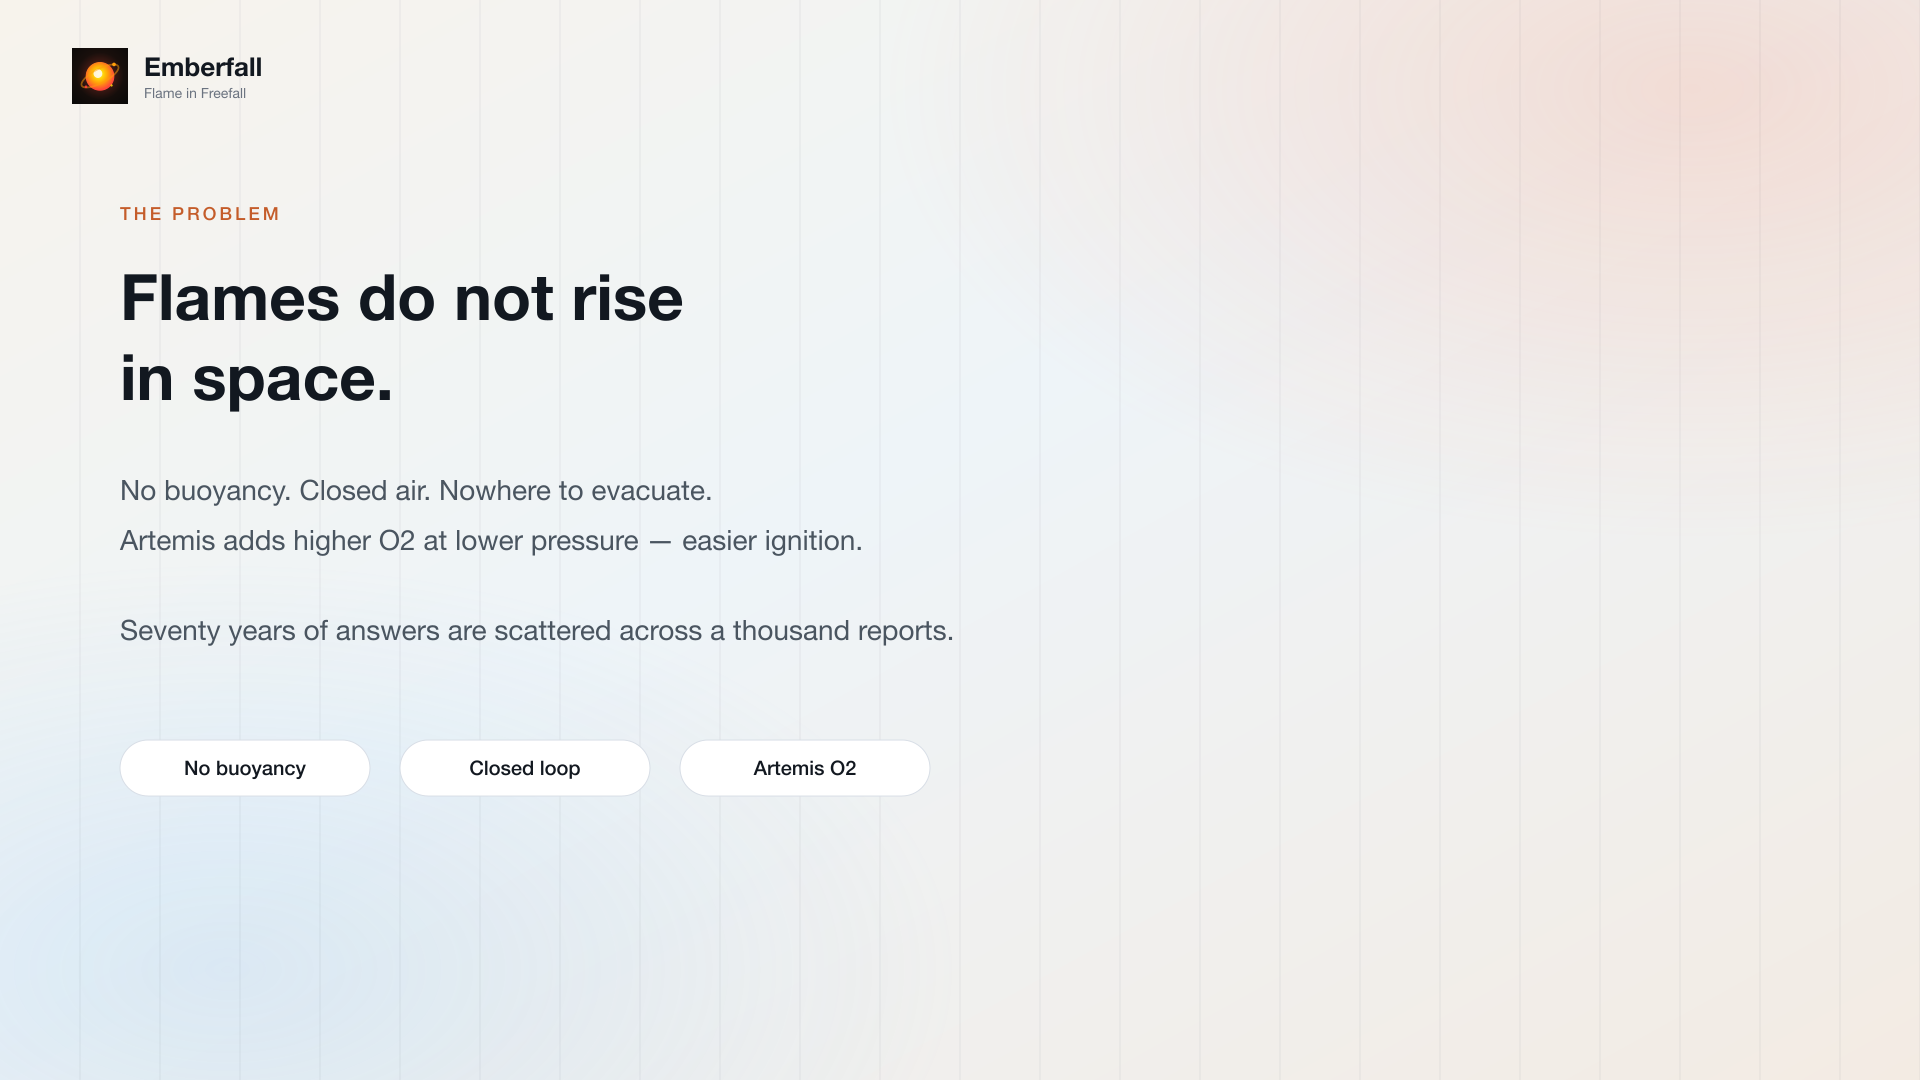 Emberfall
Flame in Freefall
THE PROBLEM
Flames do not rise
in space.
No buoyancy. Closed air. Nowhere to evacuate.
Artemis adds higher O2 at lower pressure — easier ignition.
Seventy years of answers are scattered across a thousand reports.
No buoyancy
Closed loop
Artemis O2